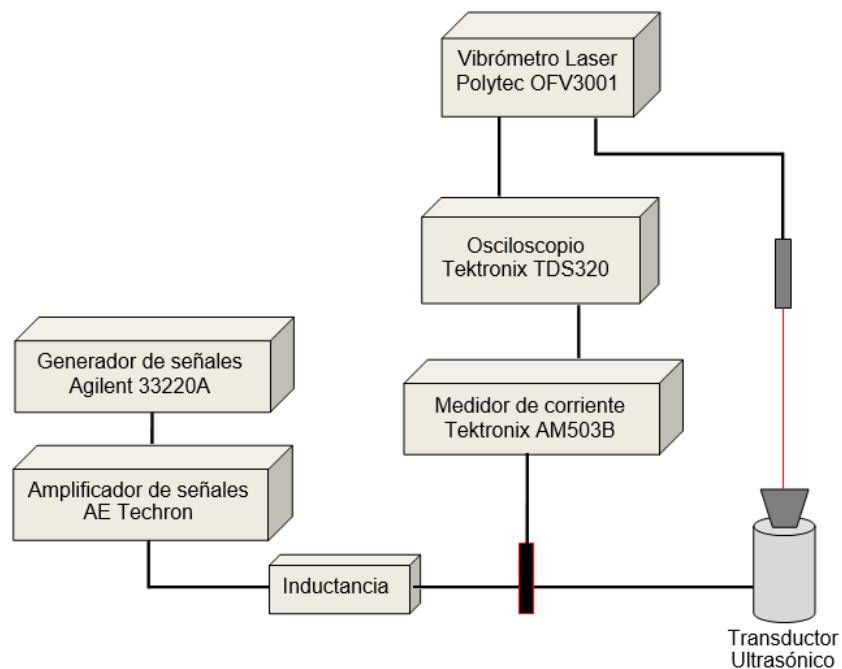 Vibrómetro Laser
Polytec OFV3001
Osciloscopio
Tektronix TDS320
Generador de señales
Agilent 33220A
Medidor de corriente
Tektronix AM503B
Amplificador de señales
AE Techron
Inductancia
Transductor
Ultrasónico